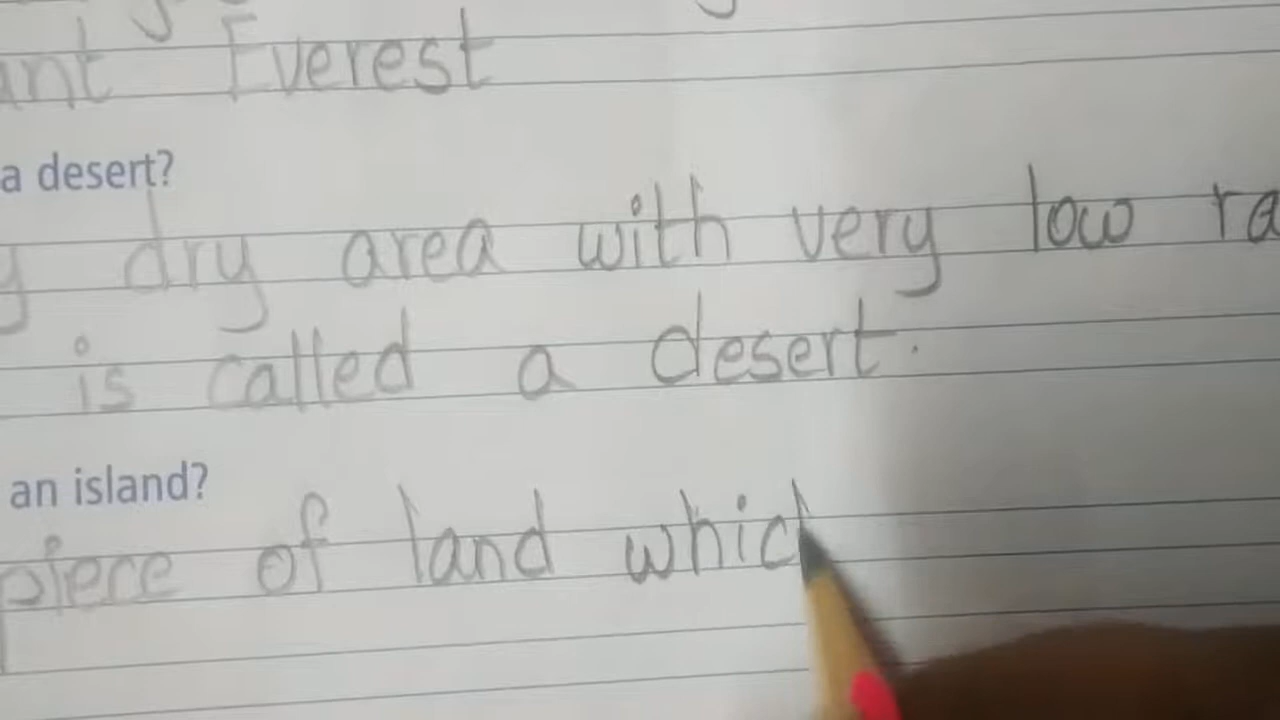 Everest
a desert?
dry area with very low
is called a desert.
an island?
piece of land which